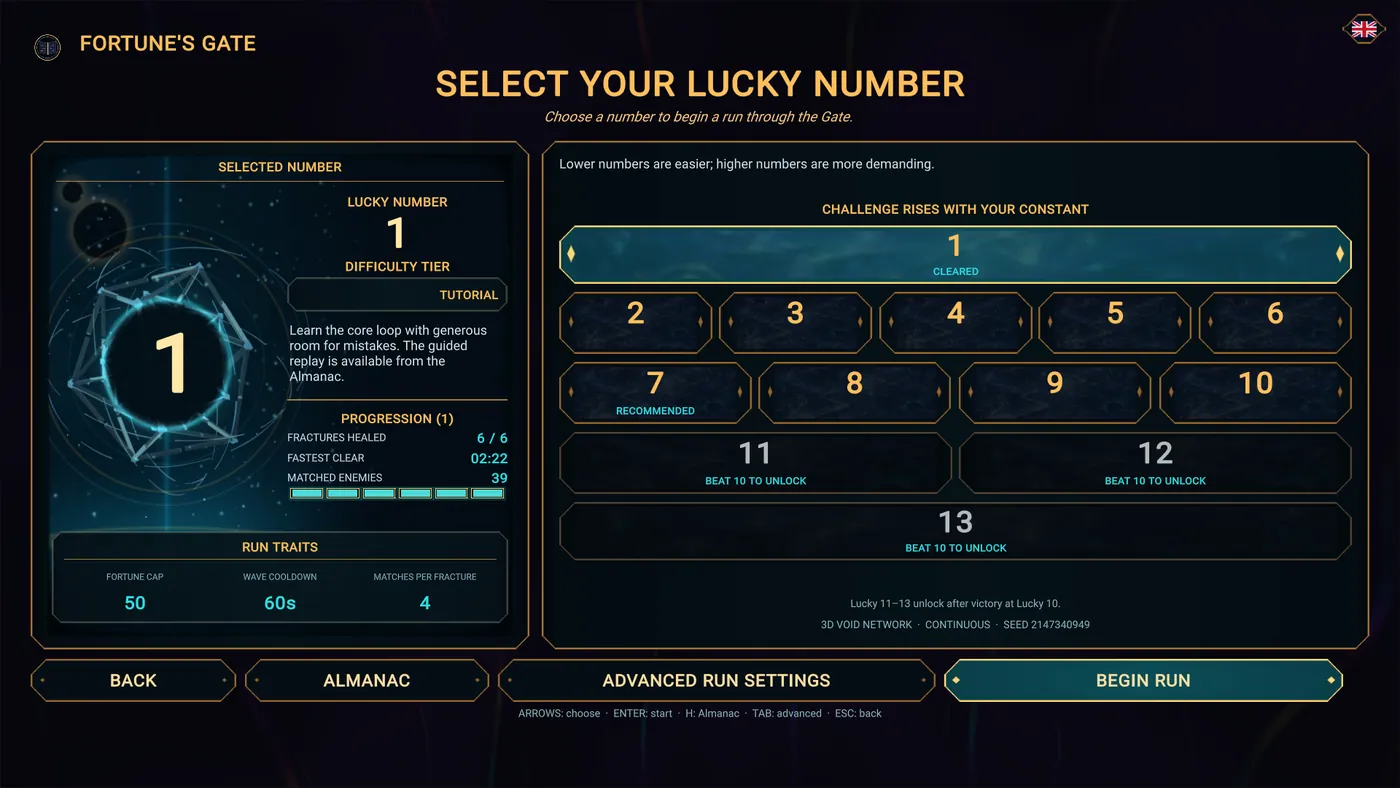 FORTUNE'S GATE
SELECT YOUR LUCKY NUMBER
Choose a number to begin a run through the Gate.
SELECTED NUMBER
LUCKY NUMBER
1
DIFFICULTY TIER
TUTORIAL
1
Learn the core loop with generous
room for mistakes. The guided
replay is available from the
Almanac.
PROGRESSION (1)
FRACTURES HEALED 6 / 6
FASTEST CLEAR 02:22
MATCHED ENEMIES 39
RUN TRAITS
FORTUNE CAP WAVE COOLDOWN MATCHES PER FRACTURE
50 60s 4
Lower numbers are easier; higher numbers are more demanding.
CHALLENGE RISES WITH YOUR CONSTANT
1
CLEARED
2 3 4 5 6
7 8 9 10
RECOMMENDED
11 12
BEAT 10 TO UNLOCK BEAT 10 TO UNLOCK
13
BEAT 10 TO UNLOCK
Lucky 11–13 unlock after victory at Lucky 10.
3D VOID NETWORK · CONTINUOUS · SEED 2147340949
BACK ALMANAC ADVANCED RUN SETTINGS BEGIN RUN
ARROWS: choose · ENTER: start · H: Almanac · TAB: advanced · ESC: back